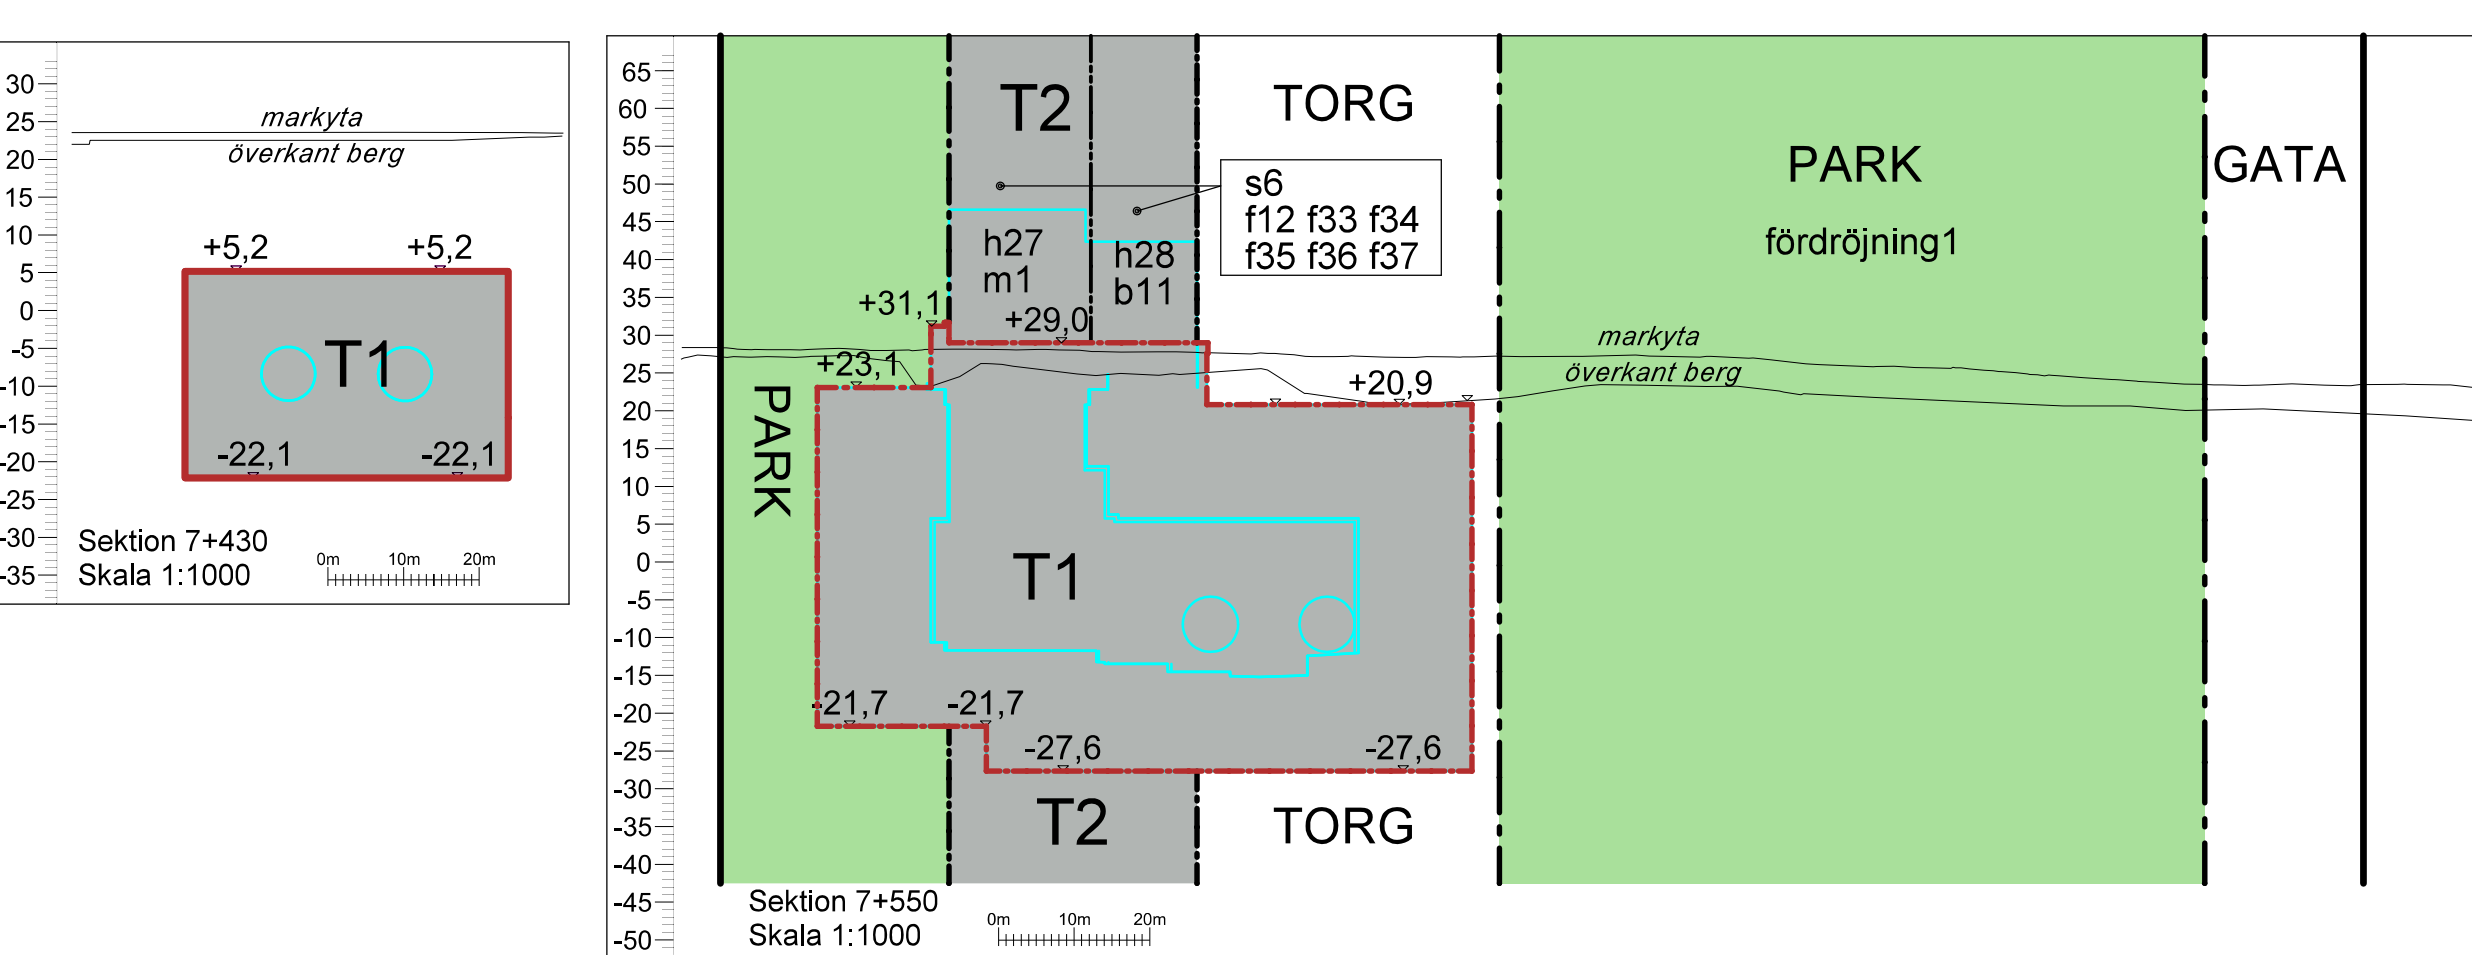 30
25
20
15
10
5
0
-5
-10
-15
-20
-25
-30
-35
markyta
överkant berg
+5,2 +5,2
T1
-22,1 -22,1
Sektion 7+430
Skala 1:1000
0m 10m 20m
65
60
55
50
45
40
35
30
25
20
15
10
5
0
-5
-10
-15
-20
-25
-30
-35
-40
-45
-50
T2
TORG
PARK
GATA
s6
f12 f33 f34
f35 f36 f37
fördröjning1
h27
m1
h28
b11
+31,1
+29,0
+23,1
+20,9
markyta
överkant berg
PARK
T1
-21,7 -21,7
-27,6 -27,6
T2
TORG
Sektion 7+550
Skala 1:1000
0m 10m 20m